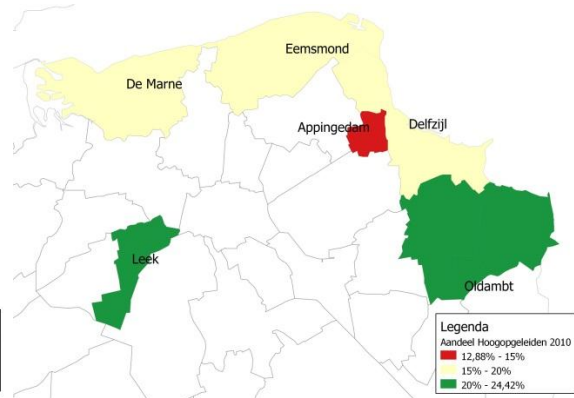 Eemsmond
De Marne
Appingedam
Delfzijl
Leek
Oldambt
Legenda
Aandeel Hoogopgeleiden 2010
12,88% - 15%
15% - 20%
20% - 24,42%